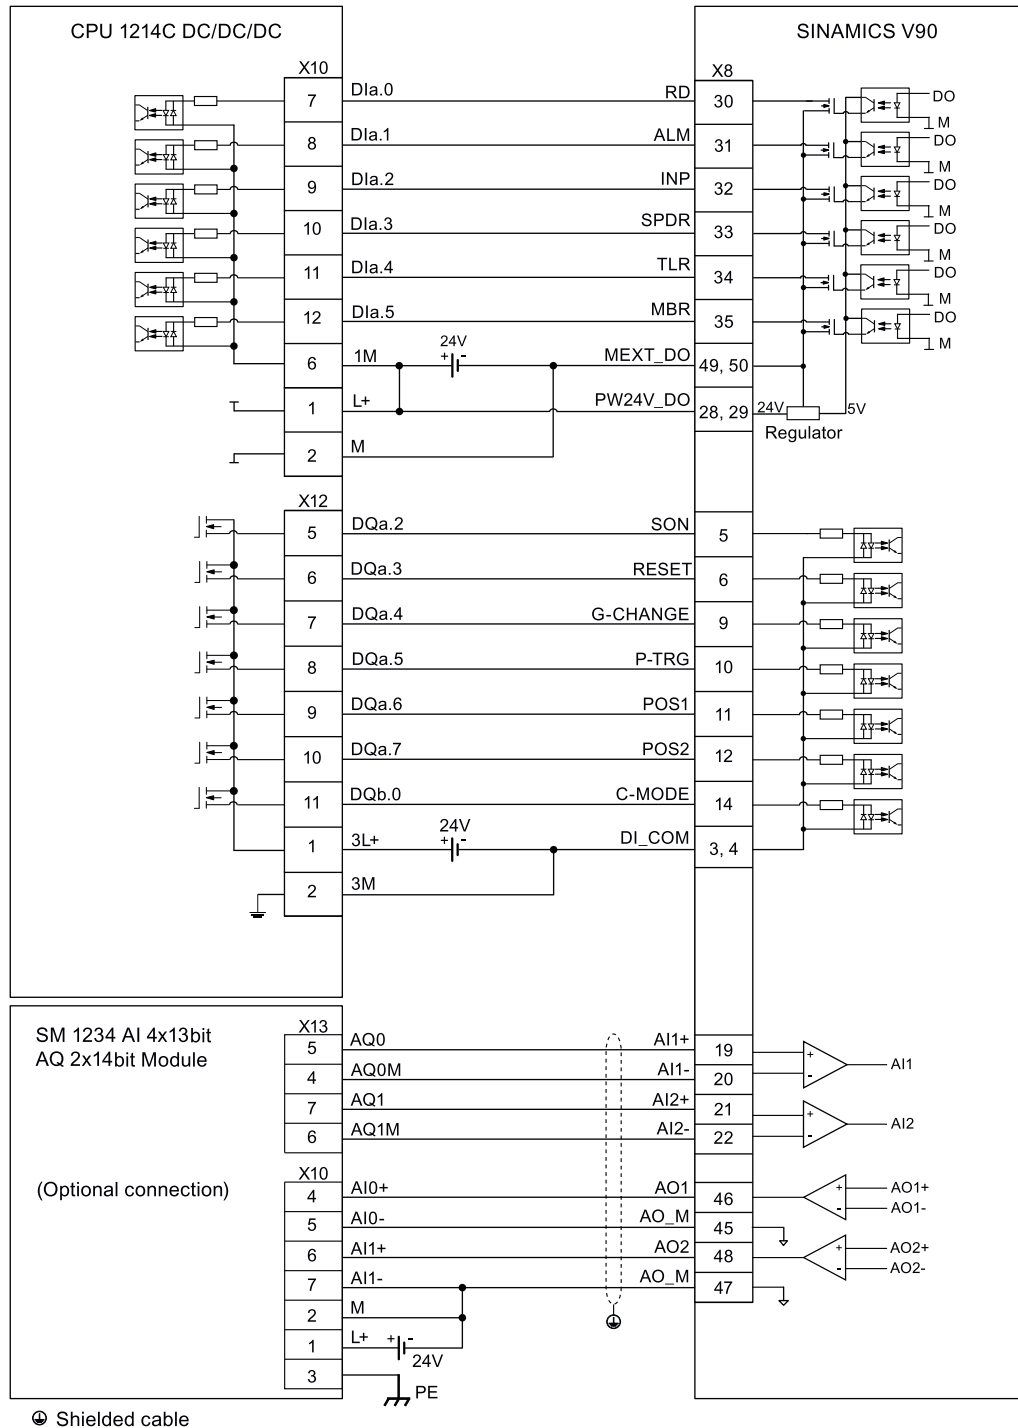 CPU 1214C DC/DC/DC
SINAMICS V90
X10
X8
7 DIa.0 RD 30 DO
M
8 DIa.1 ALM 31 DO
M
9 DIa.2 INP 32 DO
M
10 DIa.3 SPDR 33 DO
M
11 DIa.4 TLR 34 DO
M
12 DIa.5 MBR 35 DO
M
24V
6 1M + - MEXT_DO 49, 50
1 L+ PW24V_DO 28, 29 24V 5V
Regulator
2 M
X12
5 DQa.2 SON 5
6 DQa.3 RESET 6
7 DQa.4 G-CHANGE 9
8 DQa.5 P-TRG 10
9 DQa.6 POS1 11
10 DQa.7 POS2 12
11 DQb.0 C-MODE 14
24V
1 3L+ + - DI_COM 3, 4
2 3M
SM 1234 AI 4x13bit
AQ 2x14bit Module
X13
5 AQ0 AI1+ 19 + AI1
4 AQ0M AI1- 20 -
7 AQ1 AI2+ 21 + AI2
6 AQ1M AI2- 22 -
(Optional connection)
X10
4 AI0+ AO1 46 + AO1+
- AO1-
5 AI0- AO_M 45
6 AI1+ AO2 48 + AO2+
- AO2-
7 AI1- AO_M 47
2 M
1 L+ + -
24V
3 PE
Shielded cable